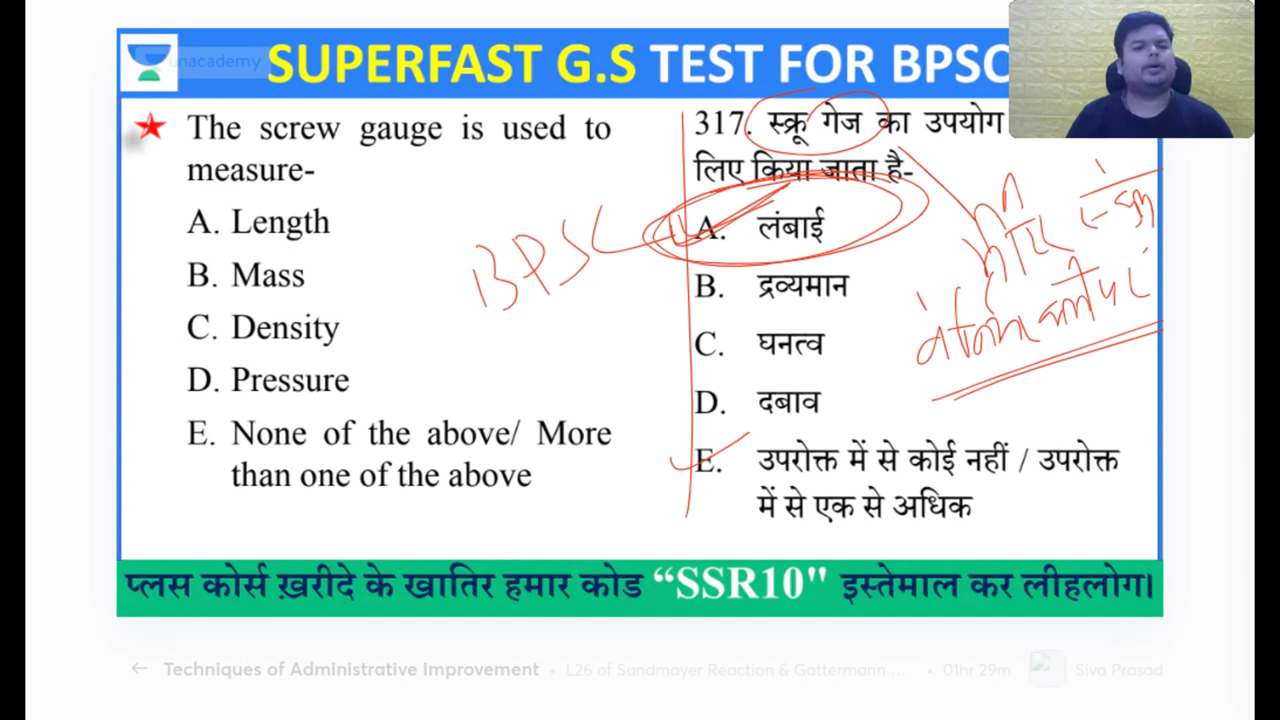 unacademy
SUPERFAST G.S TEST FOR BPSC
The screw gauge is used to
measure-
A. Length
B. Mass
C. Density
D. Pressure
E. None of the above/ More
than one of the above
317. स्क्रू गेज का उपयोग
लिए किया जाता है-
A. लंबाई
B. द्रव्यमान
C. घनत्व
D. दबाव
E. उपरोक्त में से कोई नहीं / उपरोक्त
में से एक से अधिक
BPSC
प्लस कोर्स ख़रीदे के खातिर हमार कोड “SSR10" इस्तेमाल कर लीहलोग।
Techniques of Administrative Improvement • L26 of Sandmayer Reaction & Gattermann ... • 01hr 29m Siva Prasad